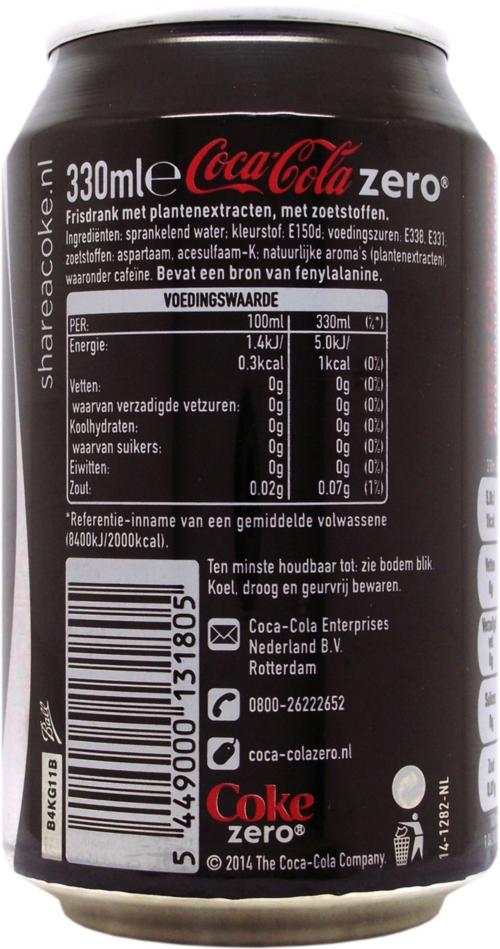 shareacoke.nl
330ml℮ Coca-Cola zero®
Frisdrank met plantenextracten, met zoetstoffen.
Ingrediënten: sprankelend water; kleurstof: E150d; voedingszuren: E338, E331;
zoetstoffen: aspartaam, acesulfaam-K; natuurlijke aroma's (plantenextracten),
waaronder cafeïne. Bevat een bron van fenylalanine.
VOEDINGSWAARDE
PER: 100ml 330ml (%*)
Energie: 1.4kJ/ 5.0kJ/
0.3kcal 1kcal (0%)
Vetten: 0g 0g (0%)
waarvan verzadigde vetzuren: 0g 0g (0%)
Koolhydraten: 0g 0g (0%)
waarvan suikers: 0g 0g (0%)
Eiwitten: 0g 0g (0%)
Zout: 0.02g 0.07g (1%)
*Referentie-inname van een gemiddelde volwassene
(8400kJ/2000kcal).
Ten minste houdbaar tot: zie bodem blik.
Koel, droog en geurvrij bewaren.
Coca-Cola Enterprises
Nederland B.V.
Rotterdam
0800-26222652
coca-colazero.nl
Coke
zero®
© 2014 The Coca-Cola Company.
5 449000 131805
Ball
B4KG11B
14-1282-NL